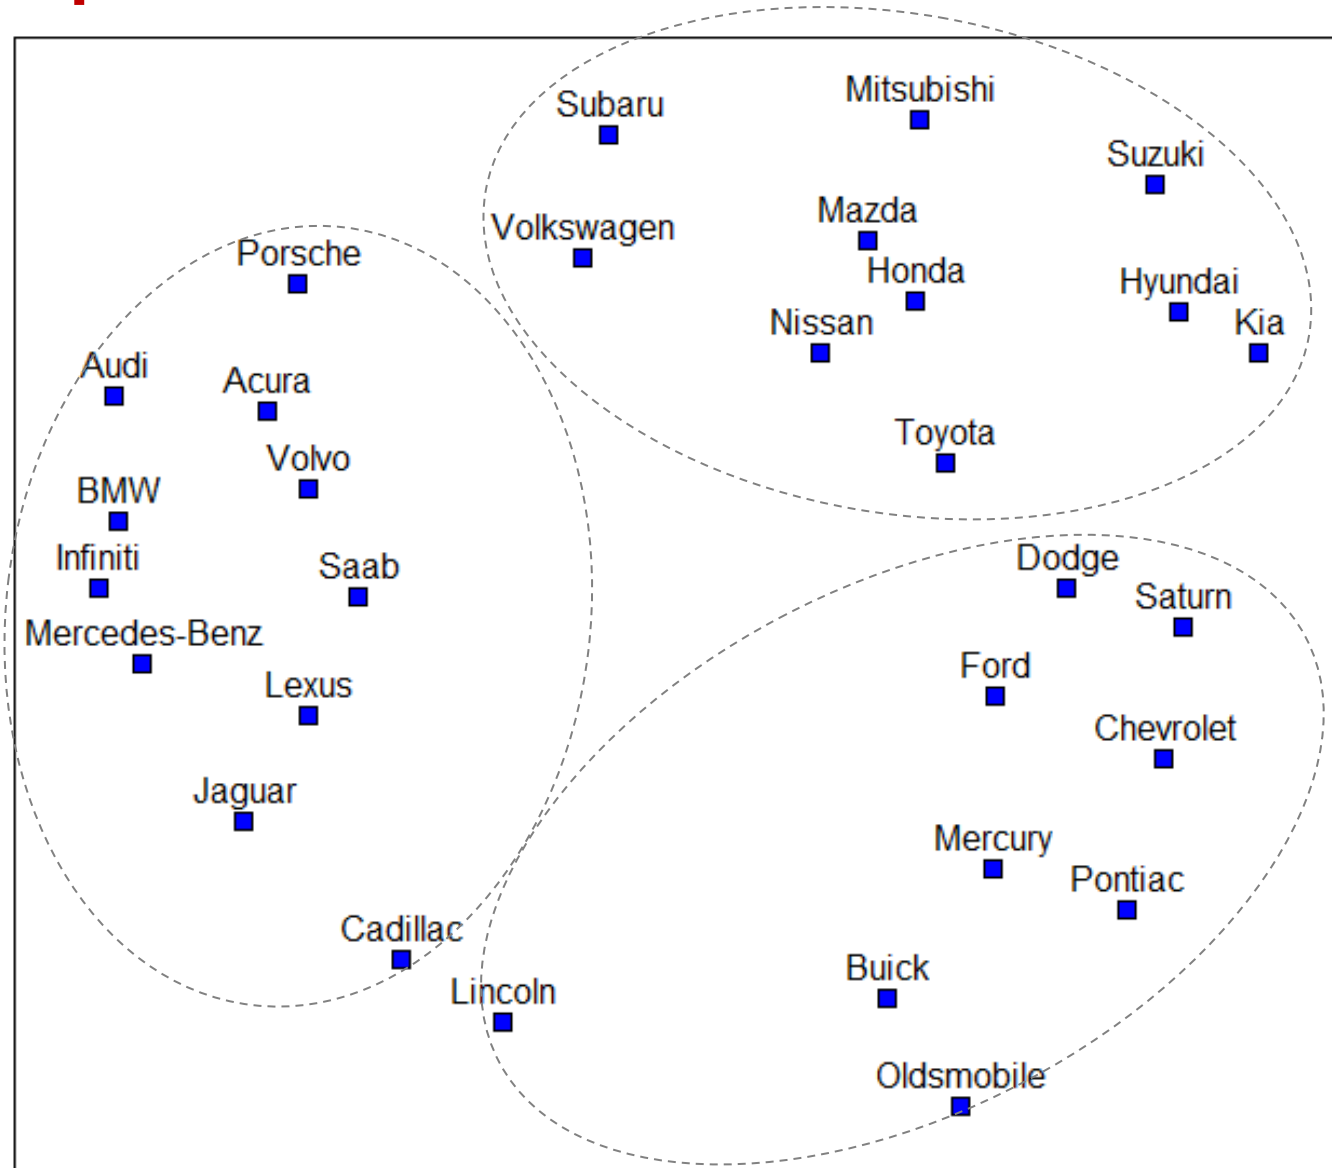 Mitsubishi
Subaru
Suzuki
Mazda
Volkswagen
Porsche
Honda
Hyundai
Nissan
Kia
Audi
Acura
Toyota
Volvo
BMW
Infiniti
Dodge
Saab
Saturn
Mercedes-Benz
Ford
Lexus
Chevrolet
Jaguar
Mercury
Pontiac
Cadillac
Buick
Lincoln
Oldsmobile